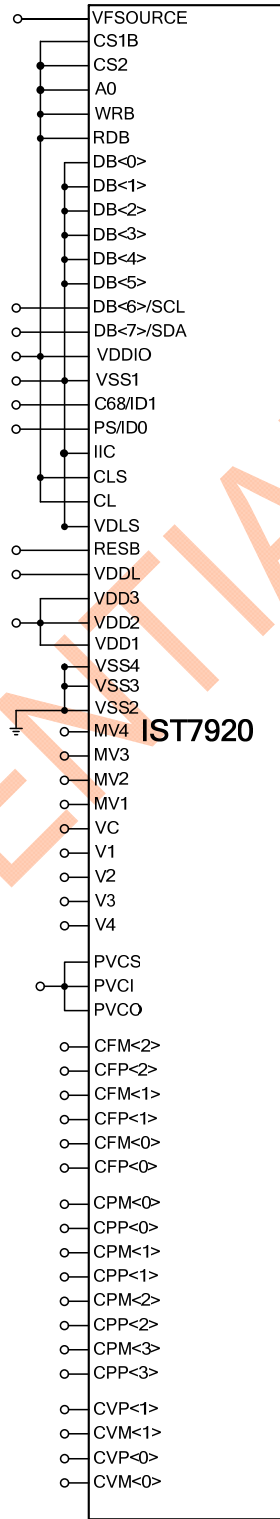 VFSOURCE
CS1B
CS2
A0
WRB
RDB
DB<0>
DB<1>
DB<2>
DB<3>
DB<4>
DB<5>
DB<6>/SCL
DB<7>/SDA
VDDIO
VSS1
C68/ID1
PS/ID0
IIC
CLS
CL
VDLS
RESB
VDDL
VDD3
VDD2
VDD1
VSS4
VSS3
VSS2
MV4 IST7920
MV3
MV2
MV1
VC
V1
V2
V3
V4
PVCS
PVCI
PVCO
CFM<2>
CFP<2>
CFM<1>
CFP<1>
CFM<0>
CFP<0>
CPM<0>
CPP<0>
CPM<1>
CPP<1>
CPM<2>
CPP<2>
CPM<3>
CPP<3>
CVP<1>
CVM<1>
CVP<0>
CVM<0>
ENTIA